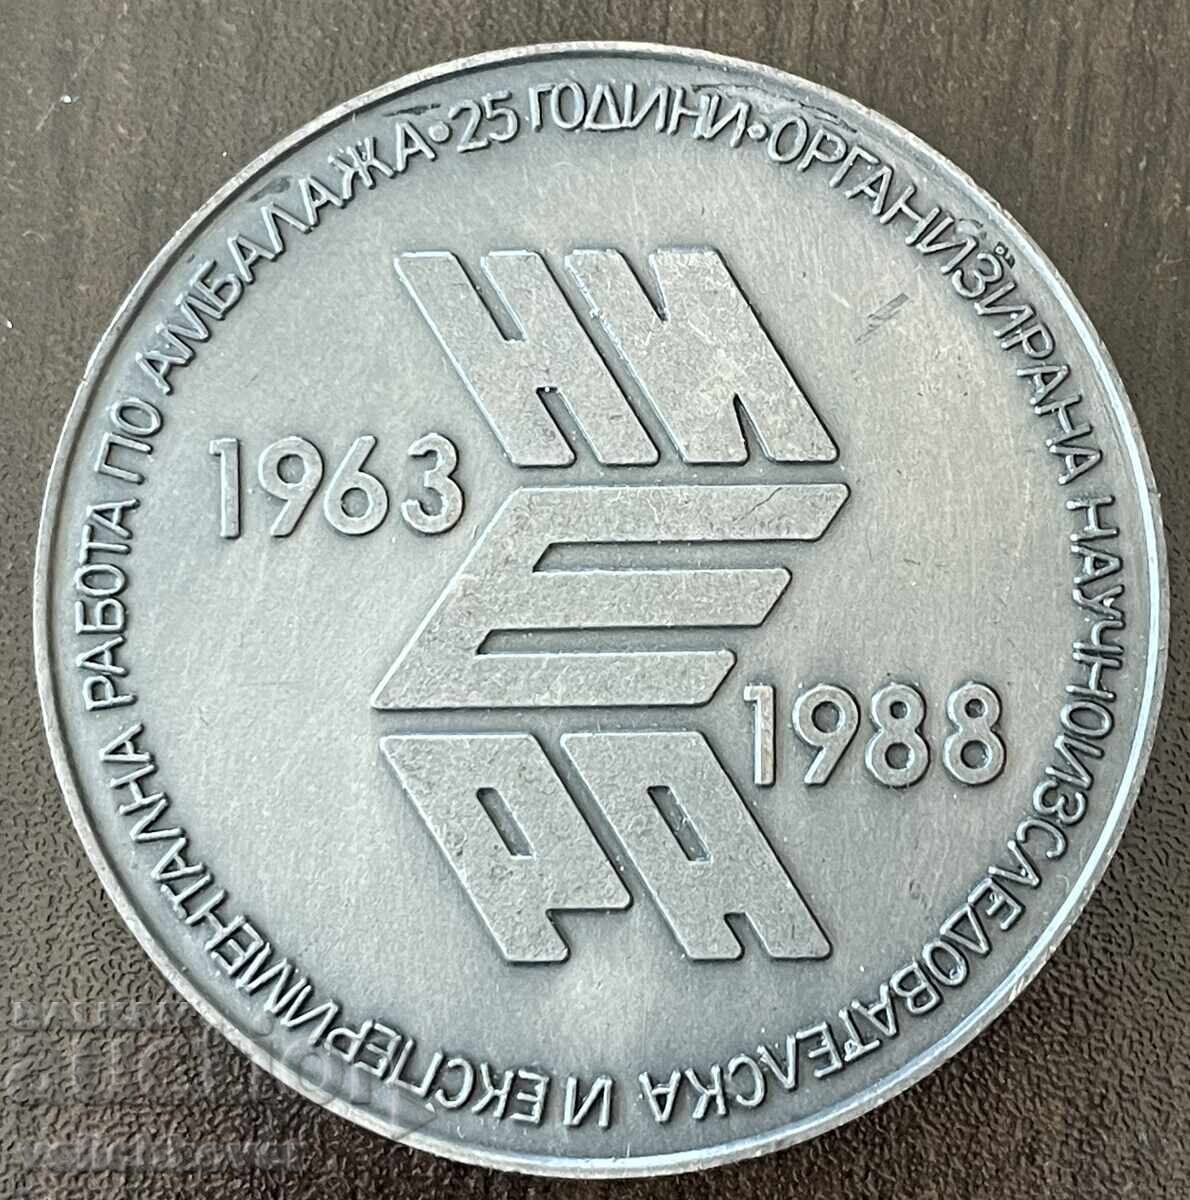 25 ГОДИНИ • ОРГАНИЗИРАНА НАУЧНОИЗСЛЕДОВАТЕЛСКА И ЕКСПЕРИМЕНТАЛНА РАБОТА ПО АМБАЛАЖА •
НИ
1963
Е
1988
РА